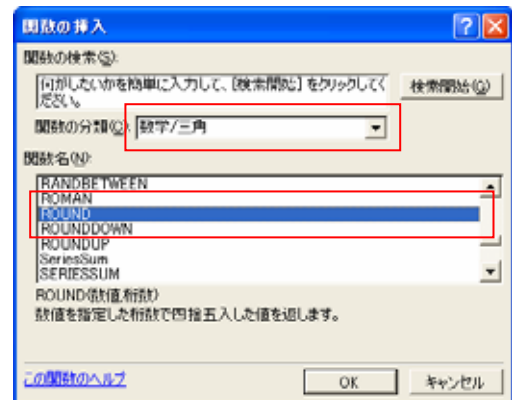 関数の挿入
関数の検索(S):
何がしたいかを簡単に入力して、[検索開始] をクリックしてく
ださい。
検索開始(G)
関数の分類(C): 数学/三角
関数名(N):
RANDBETWEEN
ROMAN
ROUND
ROUNDDOWN
ROUNDUP
SeriesSum
SERIESSUM
ROUND(数値,桁数)
数値を指定した桁数で四捨五入した値を返します。
この関数のヘルプ
OK
キャンセル